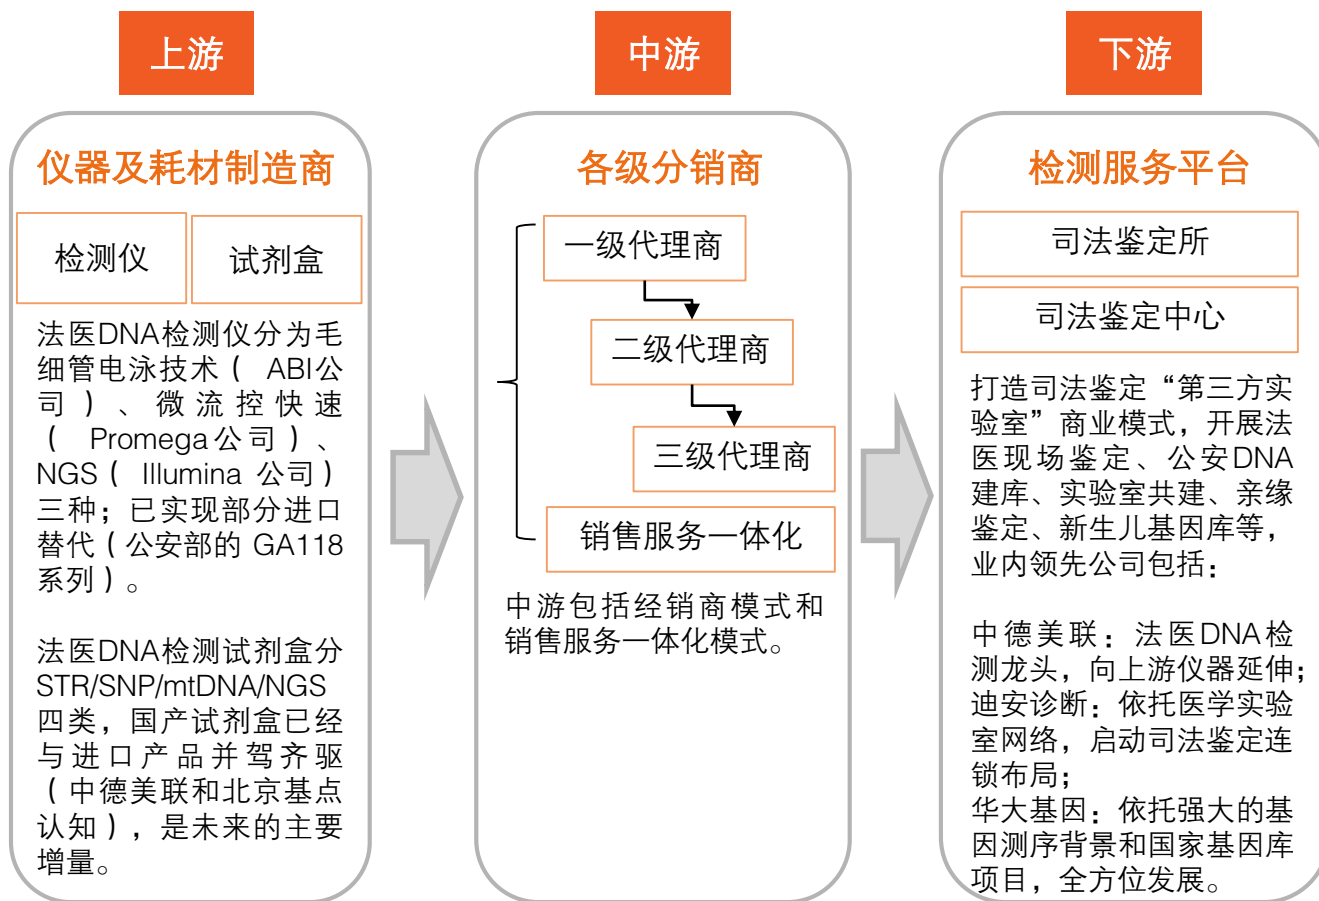 上游
仪器及耗材制造商
检测仪
试剂盒
法医DNA检测仪分为毛
细管电泳技术（ ABI公
司）、微流控快速
（ Promega公司）、
NGS（ Illumina 公司）
三种；已实现部分进口
替代（公安部的 GA118
系列）。
法医DNA检测试剂盒分
STR/SNP/mtDNA/NGS
四类，国产试剂盒已经
与进口产品并驾齐驱
（中德美联和北京基点
认知），是未来的主要
增量。
中游
各级分销商
一级代理商
二级代理商
三级代理商
销售服务一体化
中游包括经销商模式和
销售服务一体化模式。
下游
检测服务平台
司法鉴定所
司法鉴定中心
打造司法鉴定“第三方实
验室”商业模式，开展法
医现场鉴定、公安DNA
建库、实验室共建、亲缘
鉴定、新生儿基因库等，
业内领先公司包括：
中德美联：法医DNA检
测龙头，向上游仪器延伸；
迪安诊断：依托医学实验
室网络，启动司法鉴定连
锁布局；
华大基因：依托强大的基
因测序背景和国家基因库
项目，全方位发展。